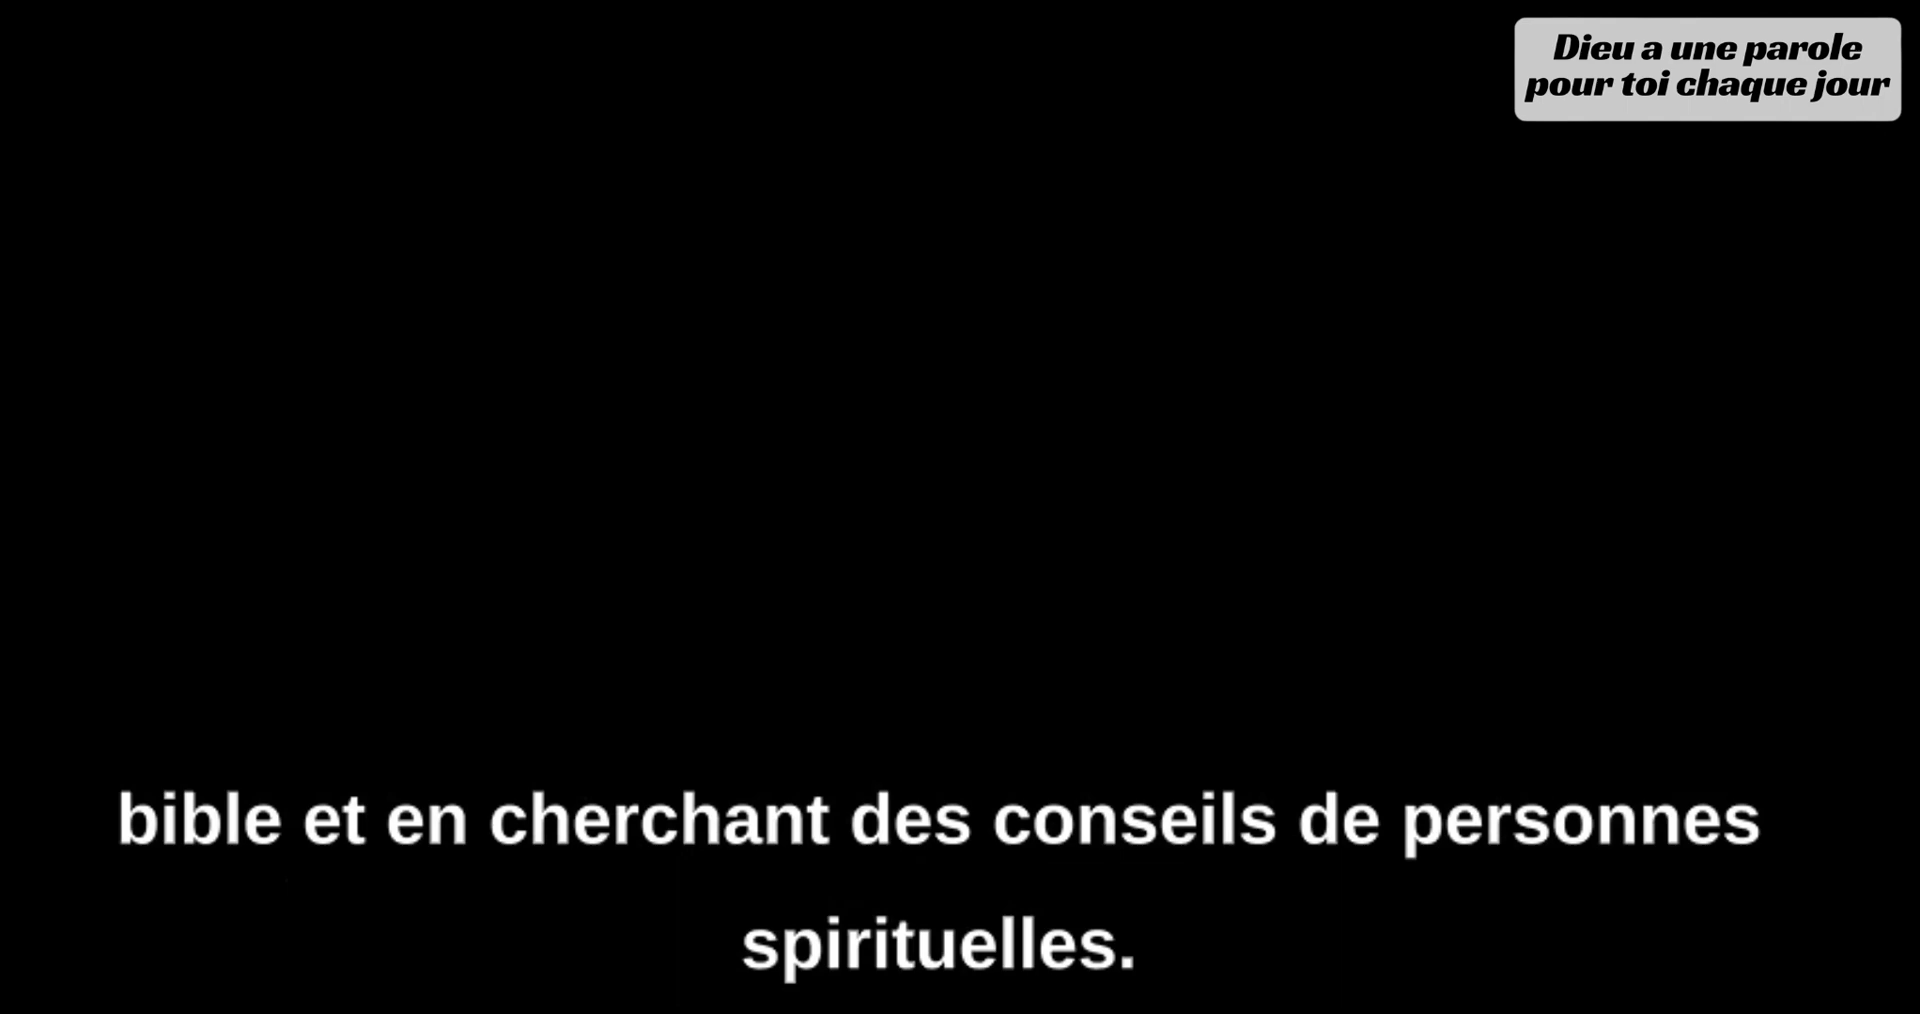 Dieu a une parole
pour toi chaque jour
bible et en cherchant des conseils de personnes
spirituelles.